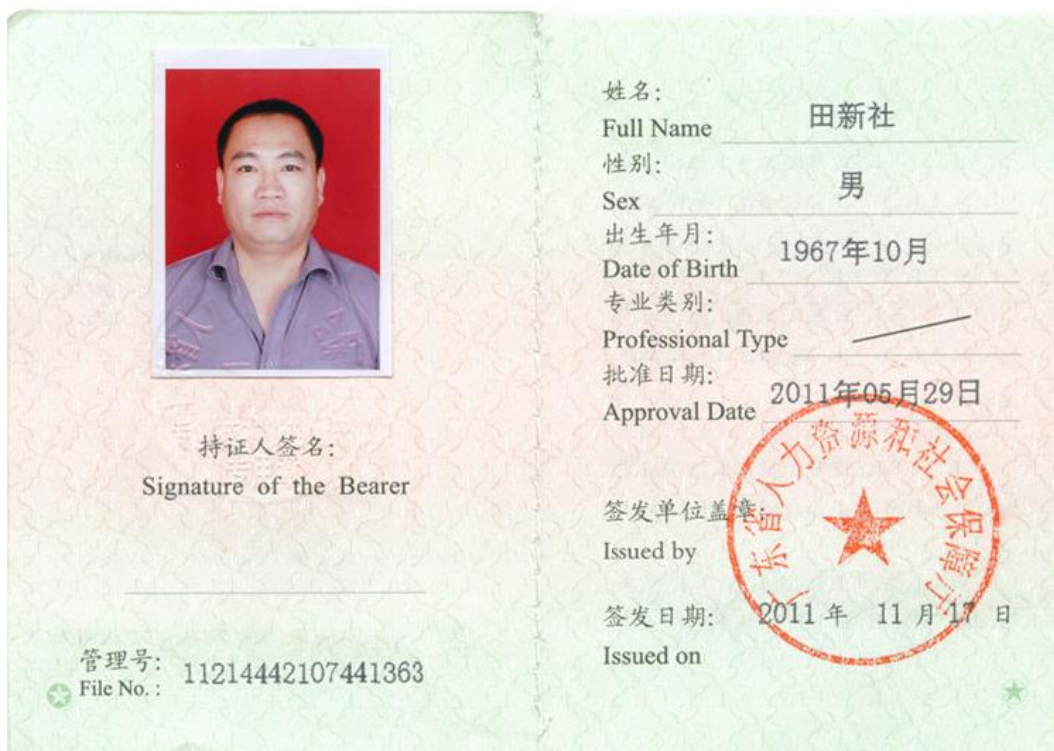 持证人签名:
Signature of the Bearer
管理号:
File No. :
11214442107441363
姓名:
Full Name
田新社
性别:
Sex
男
出生年月:
Date of Birth
1967年10月
专业类别:
Professional Type
批准日期:
Approval Date
2011年05月29日
签发单位盖章:
Issued by
广东省人力资源和社会保障厅
签发日期:
2011 年 11 月 17 日
Issued on